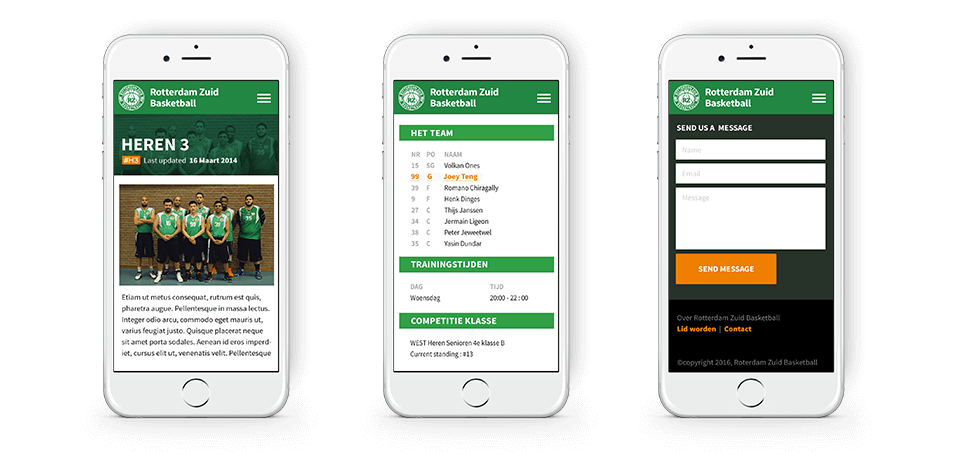 Rotterdam Zuid
Basketball
HEREN 3
#H3 Last updated 16 Maart 2014
Etiam ut metus consequat, rutrum est quis,
pharetra augue. Pellentesque in massa lectus.
Integer odio arcu, commodo eget mauris ut,
varius feugiat justo. Quisque placerat neque
sit amet porta sodales. Aenean id eros imperd-
iet, cursus elit ut, venenatis velit. Pellentesque
RZ
Rotterdam Zuid
Basketball
HET TEAM
NR PO NAAM
15 SG Volkan Ones
99 G Joey Teng
39 F Romano Chiragally
9 F Henk Dinges
27 C Thijs Janssen
34 C Jermain Ligeon
38 C Peter Jeweetwel
35 C Yasin Dundar
TRAININGSTIJDEN
DAG TIJD
Woensdag 20:00 - 22 : 00
COMPETITIE KLASSE
WEST Heren Senioren 4e klasse B
Current standing : #13
RZ
Rotterdam Zuid
Basketball
SEND US A MESSAGE
Name
Email
Message
SEND MESSAGE
Over Rotterdam Zuid Basketball
Lid worden | Contact
©copyright 2016, Roterdam Zuid Basketball